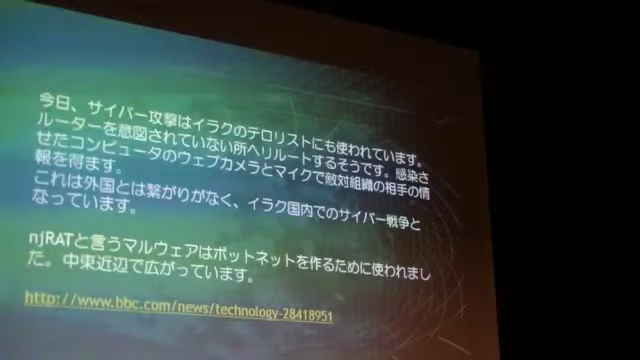 今日、サイバー攻撃はイラクのテロリストにも使われています。
ルーターを意図されていない所へリルートするそうです。感染さ
せたコンピュータのウェブカメラとマイクで敵対組織の相手の情
報を得ます。
これは外国とは繋がりがなく、イラク国内でのサイバー戦争と
なっています。
njRATと言うマルウェアはボットネットを作るために使われまし
た。中東近辺で広がっています。
http://www.bbc.com/news/technology-28418951